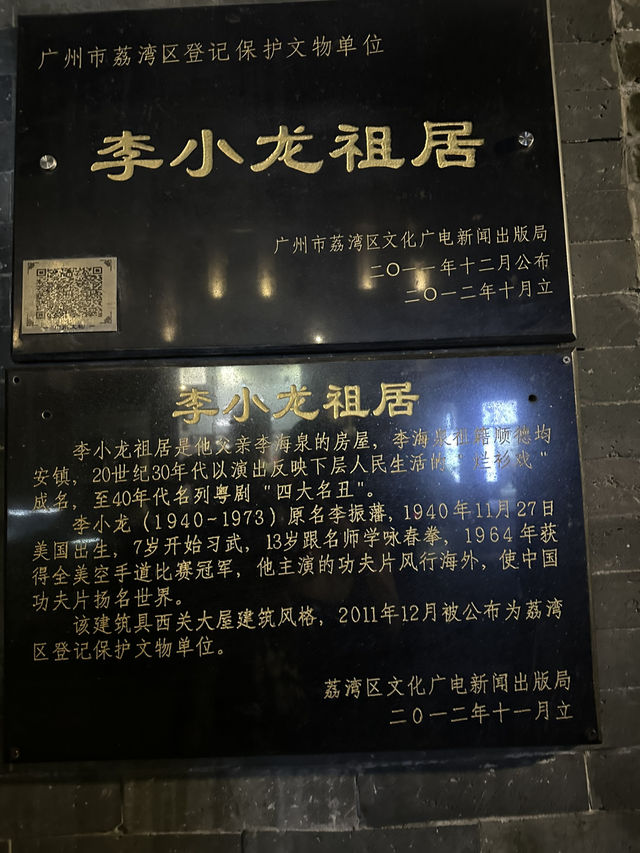 广州市荔湾区登记保护文物单位
李小龙祖居
广州市荔湾区文化广电新闻出版局
二〇一一年十二月公布
二〇一二年十月立
李小龙祖居
李小龙祖居是他父亲李海泉的房屋，李海泉祖籍顺德均
安镇，20世纪30年代以演出反映下层人民生活的“烂衫戏”
成名，至40年代名列粤剧“四大名丑”。
李小龙（1940~1973）原名李振藩，1940年11月27日
美国出生，7岁开始习武，13岁跟名师学咏春拳，1964年获
得全美空手道比赛冠军，他主演的功夫片风行海外，使中国
功夫片扬名世界。
该建筑具西关大屋建筑风格，2011年12月被公布为荔湾
区登记保护文物单位。
荔湾区文化广电新闻出版局
二〇一二年十一月立